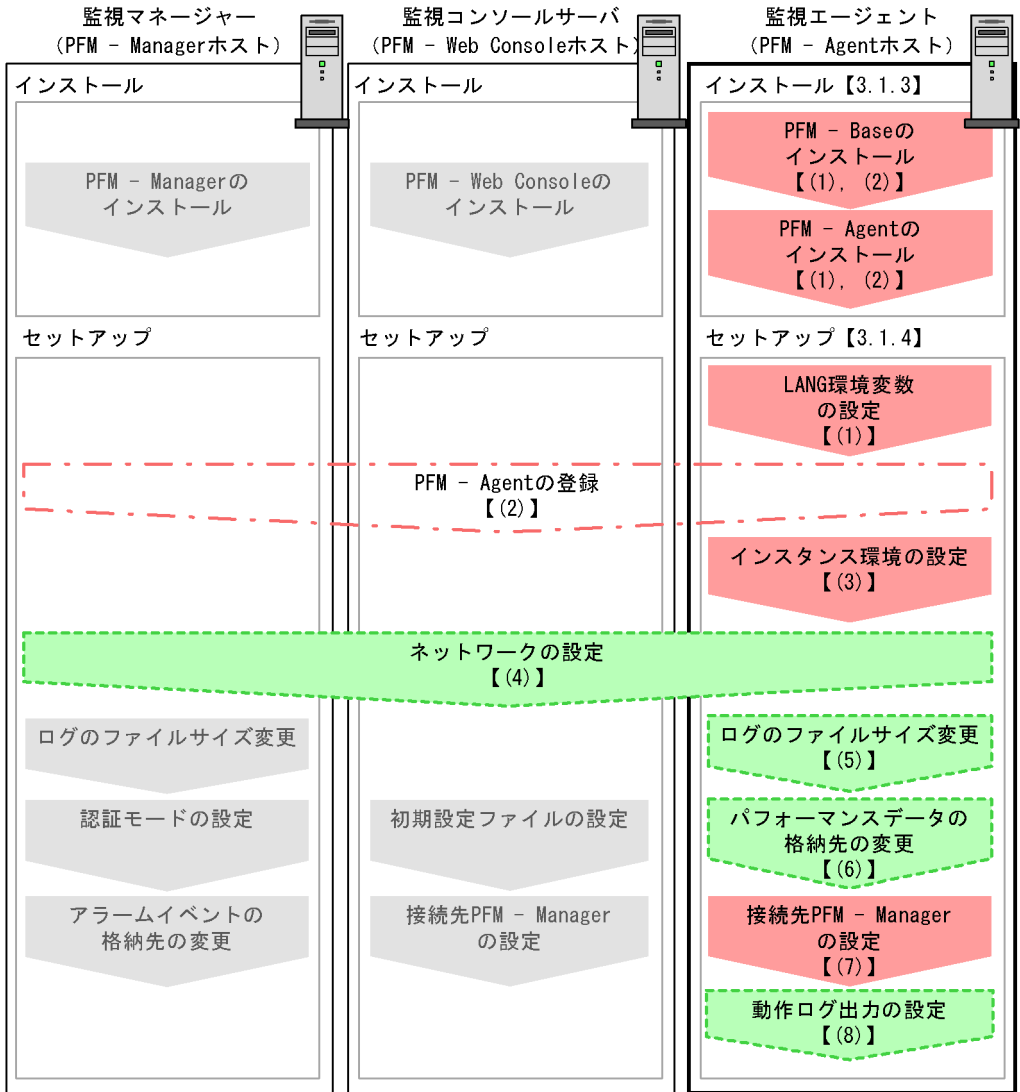 監視マネージャー
(PFM - Managerホスト)
監視コンソールサーバ
(PFM - Web Consoleホスト)
監視エージェント
(PFM - Agentホスト)
インストール
PFM - Managerの
インストール
インストール
PFM - Web Consoleの
インストール
インストール【3.1.3】
PFM - Baseの
インストール
【(1), (2)】
PFM - Agentの
インストール
【(1), (2)】
セットアップ
セットアップ
セットアップ【3.1.4】
LANG環境変数
の設定
【(1)】
PFM - Agentの登録
【(2)】
インスタンス環境の設定
【(3)】
ネットワークの設定
【(4)】
ログのファイルサイズ変更
ログのファイルサイズ変更
【(5)】
認証モードの設定
初期設定ファイルの設定
パフォーマンスデータの
格納先の変更
【(6)】
アラームイベントの
格納先の変更
接続先PFM - Manager
の設定
接続先PFM - Manager
の設定
【(7)】
動作ログ出力の設定
【(8)】